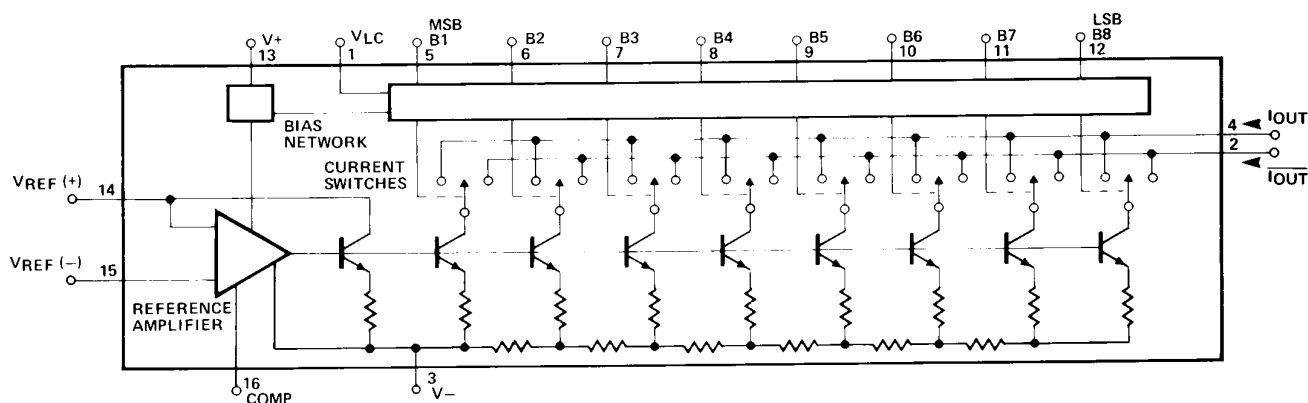 V+
13
VLC
1
MSB
B1
5
B2
6
B3
7
B4
8
B5
9
B6
10
B7
11
LSB
B8
12
BIAS
NETWORK
CURRENT
SWITCHES
4
IOUT
2
IOUT
VREF (+)
14
VREF (−)
15
REFERENCE
AMPLIFIER
16
COMP
3
V−